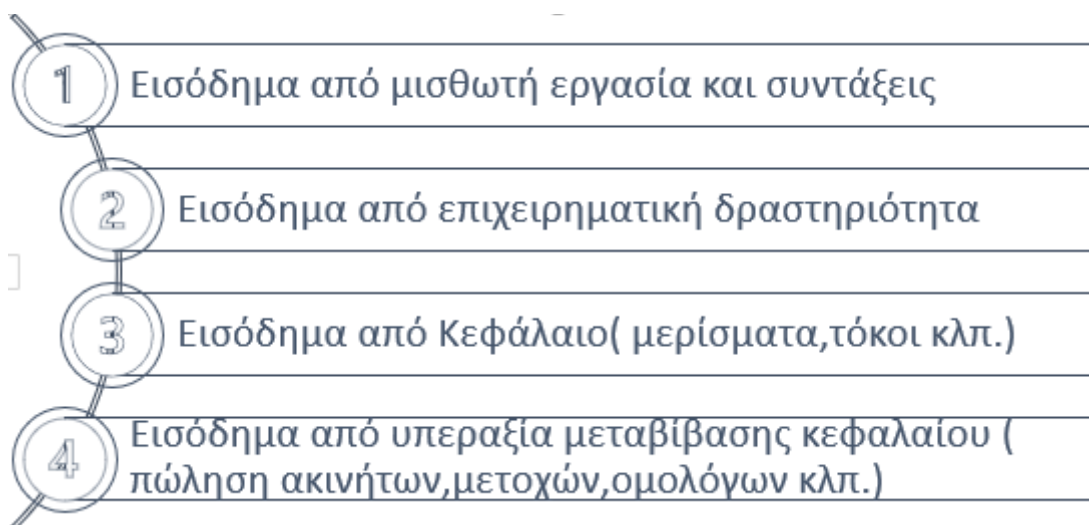 1 Εισόδημα από μισθωτή εργασία και συντάξεις
2 Εισόδημα από επιχειρηματική δραστηριότητα
3 Εισόδημα από Κεφάλαιο( μερίσματα,τόκοι κλπ.)
4 Εισόδημα από υπεραξία μεταβίβασης κεφαλαίου (
πώληση ακινήτων,μετοχών,ομολόγων κλπ.)